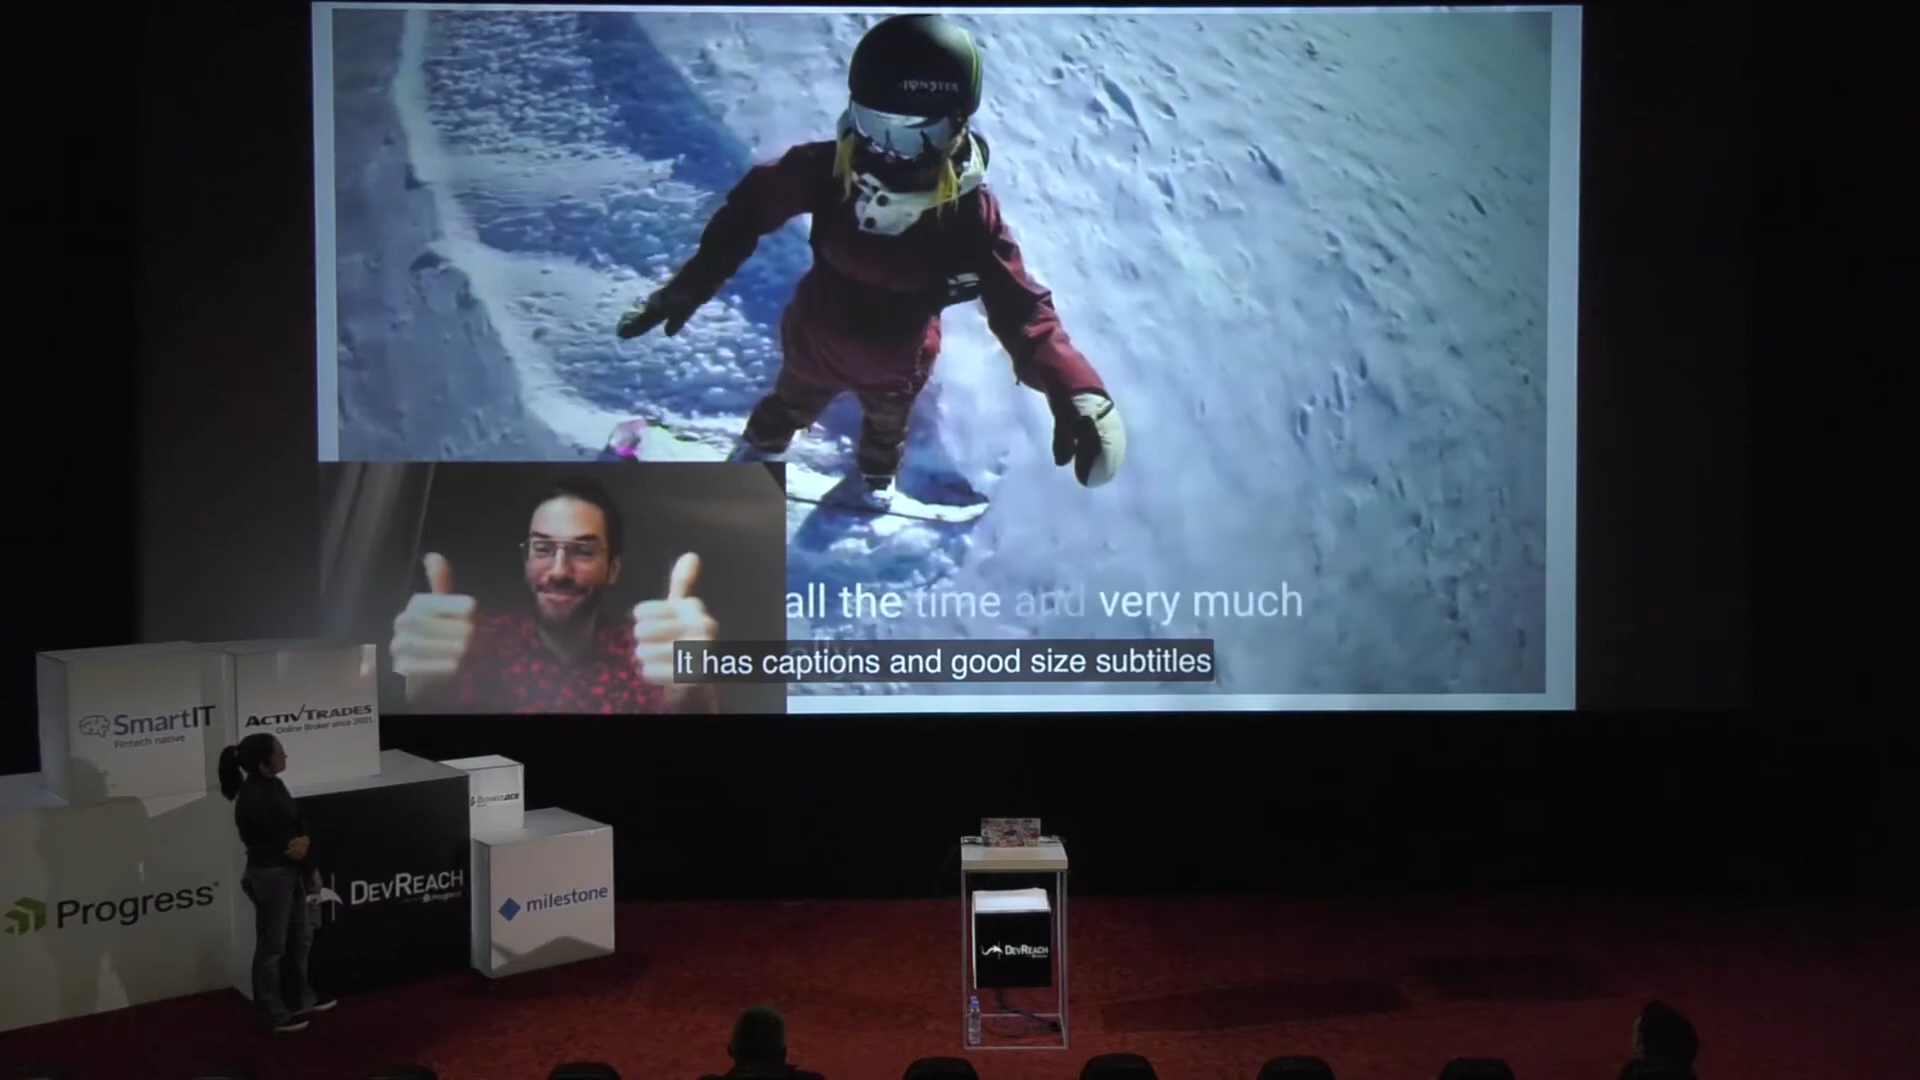 MONSTER
all the time and very much
It has captions and good size subtitles
SmartIT
Fintech native
ACTIVTRADES
Online Broker since 2001
Progress
DEVREACH
milestone
DEVREACH